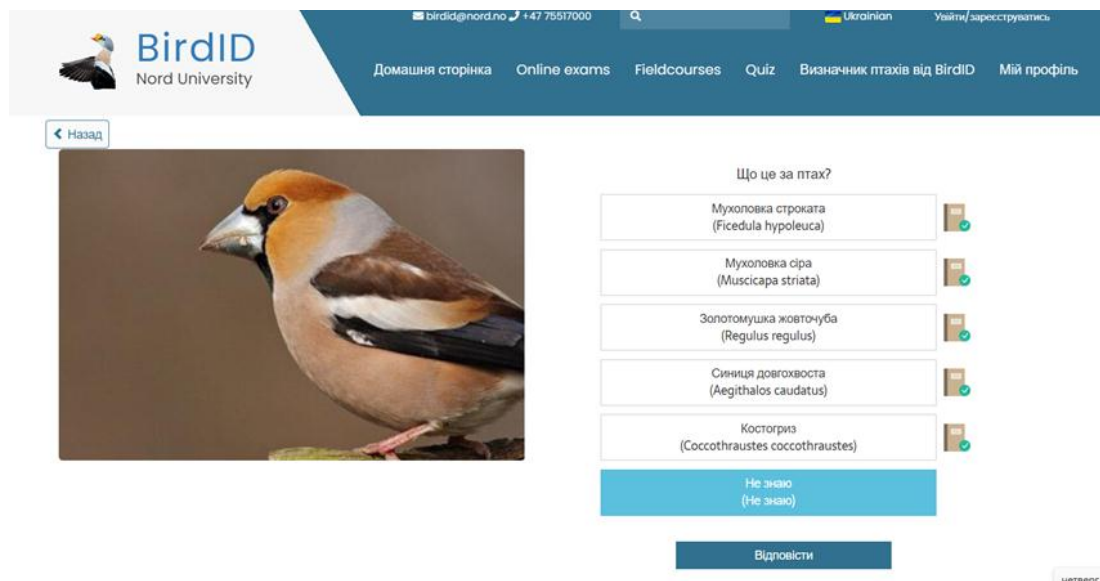 birdid@nord.no +47 75517000 Ukrainian Увійти/зареєструватись
BirdID
Nord University
Домашня сторінка Online exams Fieldcourses Quiz Визначник птахів від BirdID Мій профіль
Назад
Що це за птах?
Мухоловка строката
(Ficedula hypoleuca)
Мухоловка сіра
(Muscicapa striata)
Золотомушка жовточуба
(Regulus regulus)
Синиця довгохвоста
(Aegithalos caudatus)
Костогриз
(Coccothraustes coccothraustes)
Не знаю
(Не знаю)
Відповісти